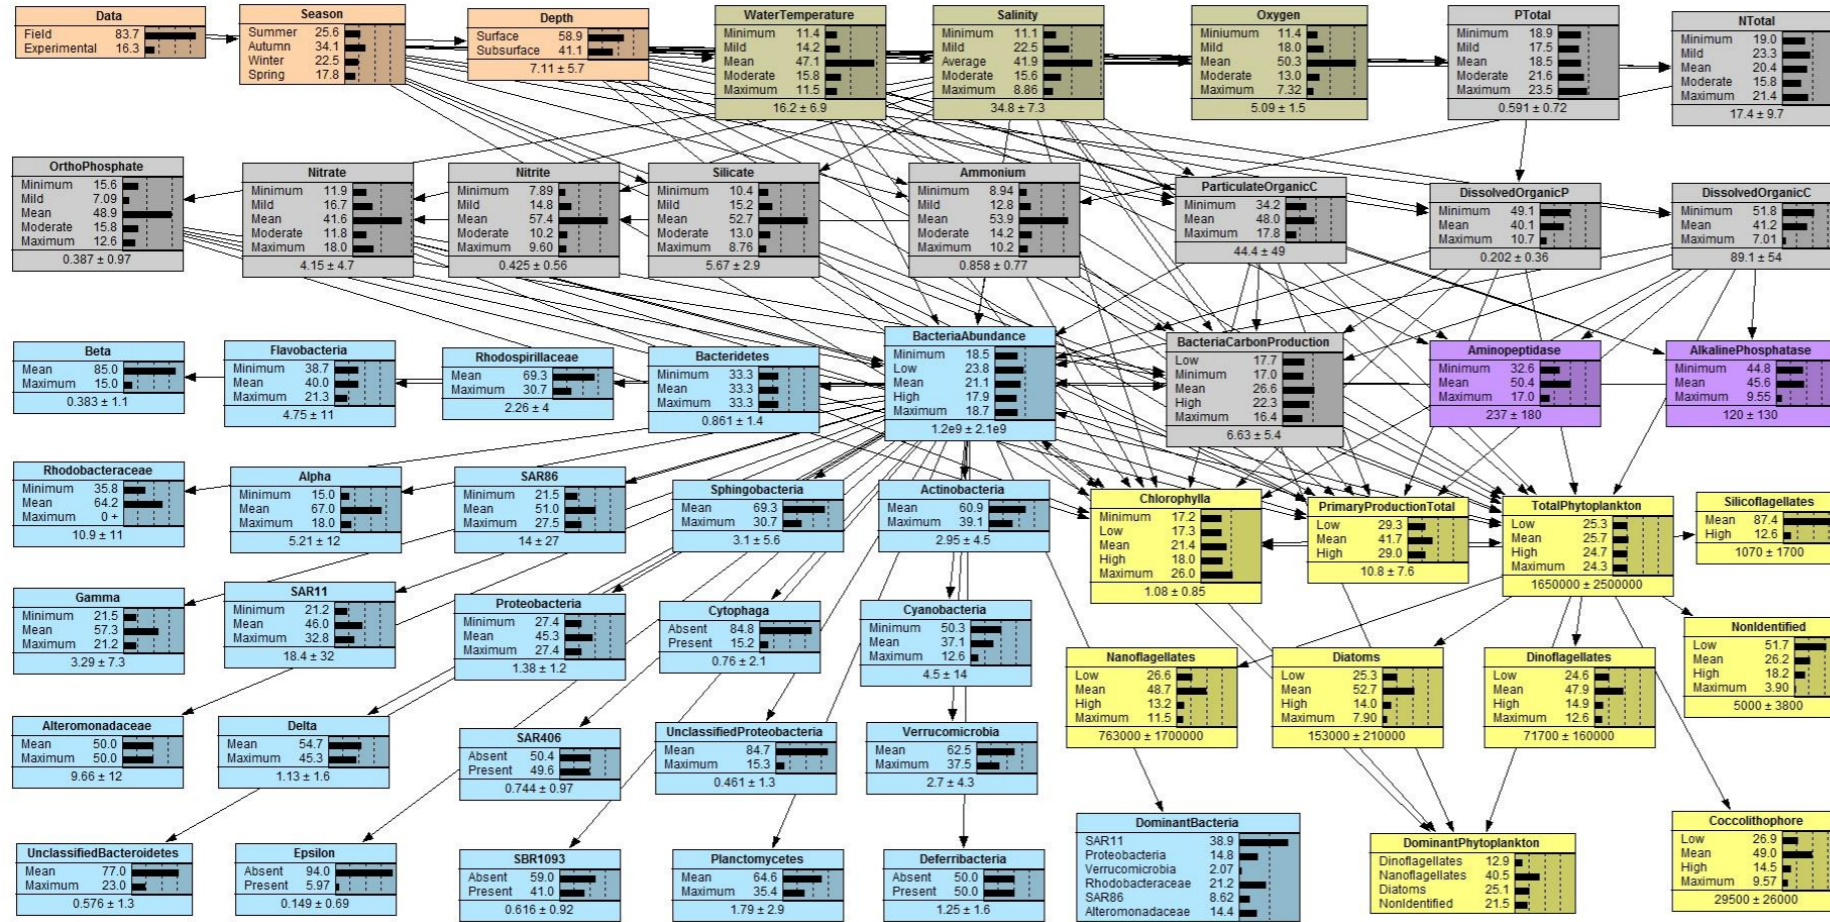 Data
Field 83.7
Experimental 16.3
Season
Summer 25.6
Autumn 34.1
Winter 22.5
Spring 17.8
Depth
Surface 58.9
Subsurface 41.1
7.11 ± 5.7
WaterTemperature
Minimum 11.4
Mild 14.2
Mean 47.1
Moderate 15.8
Maximum 11.5
16.2 ± 6.9
Salinity
Minimum 11.1
Mild 22.5
Average 41.9
Moderate 15.6
Maximum 8.86
34.8 ± 7.3
Oxygen
Miniumum 11.4
Mild 18.0
Mean 50.3
Moderate 13.0
Maximum 7.32
5.09 ± 1.5
PTotal
Minimum 18.9
Mild 17.5
Mean 18.5
Moderate 21.6
Maximum 23.5
0.591 ± 0.72
NTotal
Minimum 19.0
Mild 23.3
Mean 20.4
Moderate 15.8
Maximum 21.4
17.4 ± 9.7
OrthoPhosphate
Minimum 15.6
Mild 7.09
Mean 48.9
Moderate 15.8
Maximum 12.6
0.387 ± 0.97
Nitrate
Minimum 11.9
Mild 16.7
Mean 41.6
Moderate 11.8
Maximum 18.0
4.15 ± 4.7
Nitrite
Minimum 7.89
Mild 14.8
Mean 57.4
Moderate 10.2
Maximum 9.60
0.425 ± 0.56
Silicate
Minimum 10.4
Mild 15.2
Mean 52.7
Moderate 13.0
Maximum 8.76
5.67 ± 2.9
Ammonium
Minimum 8.94
Mild 12.8
Mean 53.9
Moderate 14.2
Maximum 10.2
0.858 ± 0.77
ParticulateOrganicC
Minimum 34.2
Mean 48.0
Maximum 17.8
44.4 ± 49
DissolvedOrganicP
Minimum 49.1
Mean 40.1
Maximum 10.7
0.202 ± 0.36
DissolvedOrganicC
Minimum 51.8
Mean 41.2
Maximum 7.01
89.1 ± 54
Beta
Mean 85.0
Maximum 15.0
0.383 ± 1.1
Flavobacteria
Minimum 38.7
Mean 40.0
Maximum 21.3
4.75 ± 11
Rhodospirillaceae
Mean 69.3
Maximum 30.7
2.26 ± 4
Bacteridetes
Minimum 33.3
Mean 33.3
Maximum 33.3
0.861 ± 1.4
BacteriaAbundance
Minimum 18.5
Low 23.8
Mean 21.1
High 17.9
Maximum 18.7
1.2e9 ± 2.1e9
BacteriaCarbonProduction
Low 17.7
Minimum 17.0
Mean 26.6
High 22.3
Maximum 16.4
6.63 ± 5.4
Aminopeptidase
Minimum 32.6
Mean 50.4
Maximum 17.0
237 ± 180
AlkalinePhosphatase
Minimum 44.8
Mean 45.6
Maximum 9.55
120 ± 130
Rhodobacteraceae
Minimum 35.8
Mean 64.2
Maximum 0 +
10.9 ± 11
Alpha
Minimum 15.0
Mean 67.0
Maximum 18.0
5.21 ± 12
SAR86
Minimum 21.5
Mean 51.0
Maximum 27.5
14 ± 27
Sphingobacteria
Mean 69.3
Maximum 30.7
3.1 ± 5.6
Actinobacteria
Mean 60.9
Maximum 39.1
2.95 ± 4.5
Chlorophylla
Minimum 17.2
Low 17.3
Mean 21.4
High 18.0
Maximum 26.0
1.08 ± 0.85
PrimaryProductionTotal
Low 29.3
Mean 41.7
High 29.0
10.8 ± 7.6
TotalPhytoplankton
Low 25.3
Mean 25.7
High 24.7
Maximum 24.3
1650000 ± 2500000
Silicoflagellates
Mean 87.4
High 12.6
1070 ± 1700
Gamma
Minimum 21.5
Mean 57.3
Maximum 21.2
3.29 ± 7.3
SAR11
Minimum 21.2
Mean 46.0
Maximum 32.8
18.4 ± 32
Proteobacteria
Minimum 27.4
Mean 45.3
Maximum 27.4
1.38 ± 1.2
Cytophaga
Absent 84.8
Present 15.2
0.76 ± 2.1
Cyanobacteria
Minimum 50.3
Mean 37.1
Maximum 12.6
4.5 ± 14
Nanoflagellates
Low 26.6
Mean 48.7
High 13.2
Maximum 11.5
763000 ± 1700000
Diatoms
Low 25.3
Mean 52.7
High 14.0
Maximum 7.90
153000 ± 210000
Dinoflagellates
Low 24.6
Mean 47.9
High 14.9
Maximum 12.6
71700 ± 160000
NonIdentified
Low 51.7
Mean 26.2
High 18.2
Maximum 3.90
5000 ± 3800
Alteromonadaceae
Mean 50.0
Maximum 50.0
9.66 ± 12
Delta
Mean 54.7
Maximum 45.3
1.13 ± 1.6
SAR406
Absent 50.4
Present 49.6
0.744 ± 0.97
UnclassifiedProteobacteria
Mean 84.7
Maximum 15.3
0.461 ± 1.3
Verrucomicrobia
Mean 62.5
Maximum 37.5
2.7 ± 4.3
UnclassifiedBacteroidetes
Mean 77.0
Maximum 23.0
0.576 ± 1.3
Epsilon
Absent 94.0
Present 5.97
0.149 ± 0.69
SBR1093
Absent 59.0
Present 41.0
0.616 ± 0.92
Planctomycetes
Mean 64.6
Maximum 35.4
1.79 ± 2.9
Deferribacteria
Absent 50.0
Present 50.0
1.25 ± 1.6
DominantBacteria
SAR11 38.9
Proteobacteria 14.8
Verrucomicrobia 2.07
Rhodobacteraceae 21.2
SAR86 8.62
Alteromonadaceae 14.4
DominantPhytoplankton
Dinoflagellates 12.9
Nanoflagellates 40.5
Diatoms 25.1
NonIdentified 21.5
Coccolithophore
Low 26.9
Mean 49.0
High 14.5
Maximum 9.57
29500 ± 26000